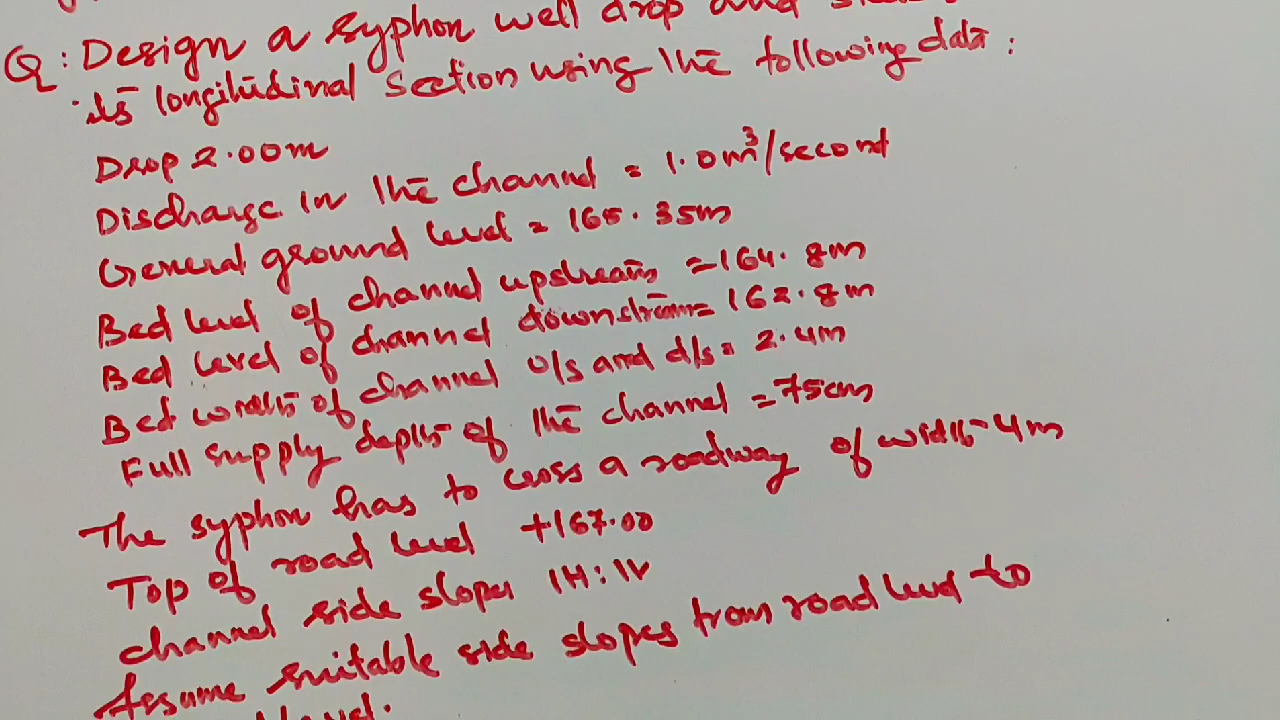 Q: Design a syphon well drop and
its longitudinal section using the following data:
Drop 2.00m
Discharge in the channel = 1.0m³/second
General ground level = 165.35m
Bed level of channel upstream = 164.8m
Bed level of channel downstream = 162.8m
Bed width of channel u/s and d/s = 2.4m
Full supply depth of the channel = 75cm
The syphon has to cross a roadway of width 4m
Top of road level +167.00
channel side slopes 1H:1V
Assume suitable side slopes from road level to